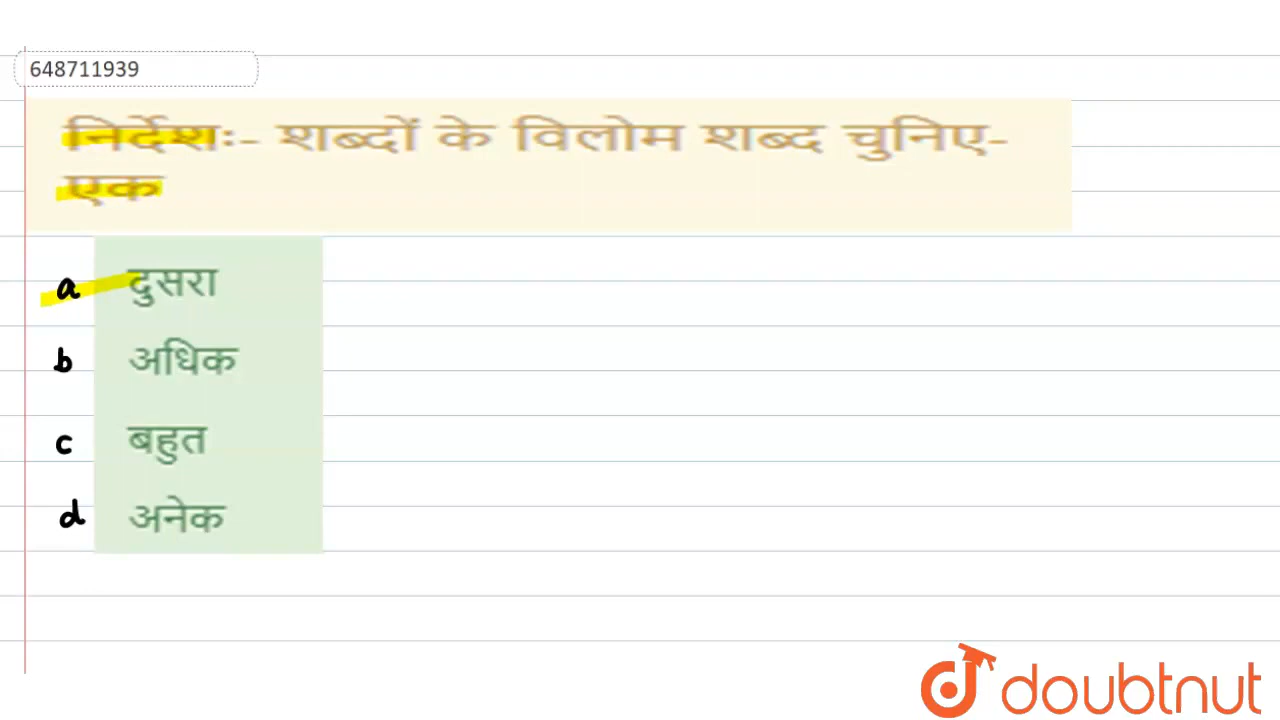 648711939
निर्देशः- शब्दों के विलोम शब्द चुनिए-
एक
a दुसरा
b अधिक
c बहुत
d अनेक
doubtnut